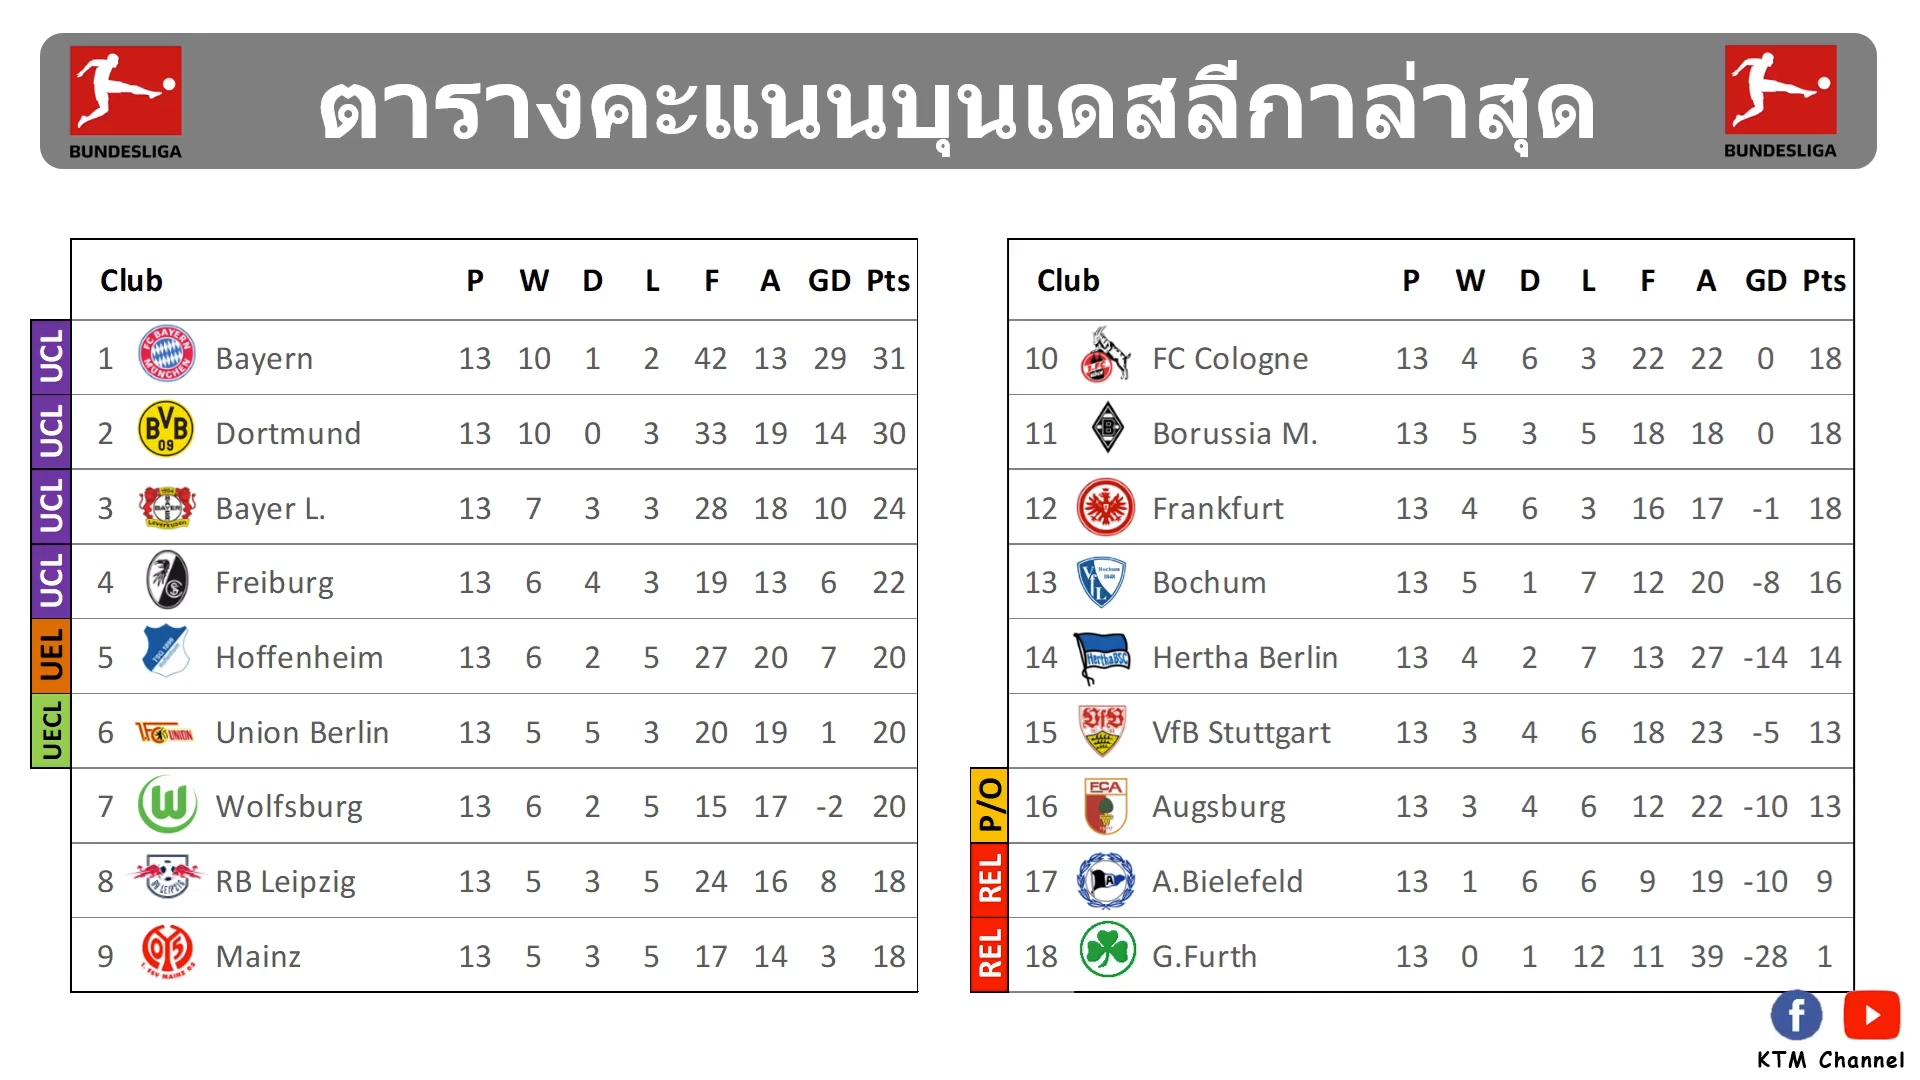 ตารางคะแนนบุนเดสลีกาล่าสุด
BUNDESLIGA
BUNDESLIGA
Club P W D L F A GD Pts
UCL 1 Bayern 13 10 1 2 42 13 29 31
UCL 2 Dortmund 13 10 0 3 33 19 14 30
UCL 3 Bayer L. 13 7 3 3 28 18 10 24
UCL 4 Freiburg 13 6 4 3 19 13 6 22
UEL 5 Hoffenheim 13 6 2 5 27 20 7 20
UECL 6 Union Berlin 13 5 5 3 20 19 1 20
7 Wolfsburg 13 6 2 5 15 17 -2 20
8 RB Leipzig 13 5 3 5 24 16 8 18
9 Mainz 13 5 3 5 17 14 3 18
Club P W D L F A GD Pts
10 FC Cologne 13 4 6 3 22 22 0 18
11 Borussia M. 13 5 3 5 18 18 0 18
12 Frankfurt 13 4 6 3 16 17 -1 18
13 Bochum 13 5 1 7 12 20 -8 16
14 Hertha Berlin 13 4 2 7 13 27 -14 14
15 VfB Stuttgart 13 3 4 6 18 23 -5 13
P/O 16 Augsburg 13 3 4 6 12 22 -10 13
REL 17 A.Bielefeld 13 1 6 6 9 19 -10 9
REL 18 G.Furth 13 0 1 12 11 39 -28 1
KTM Channel